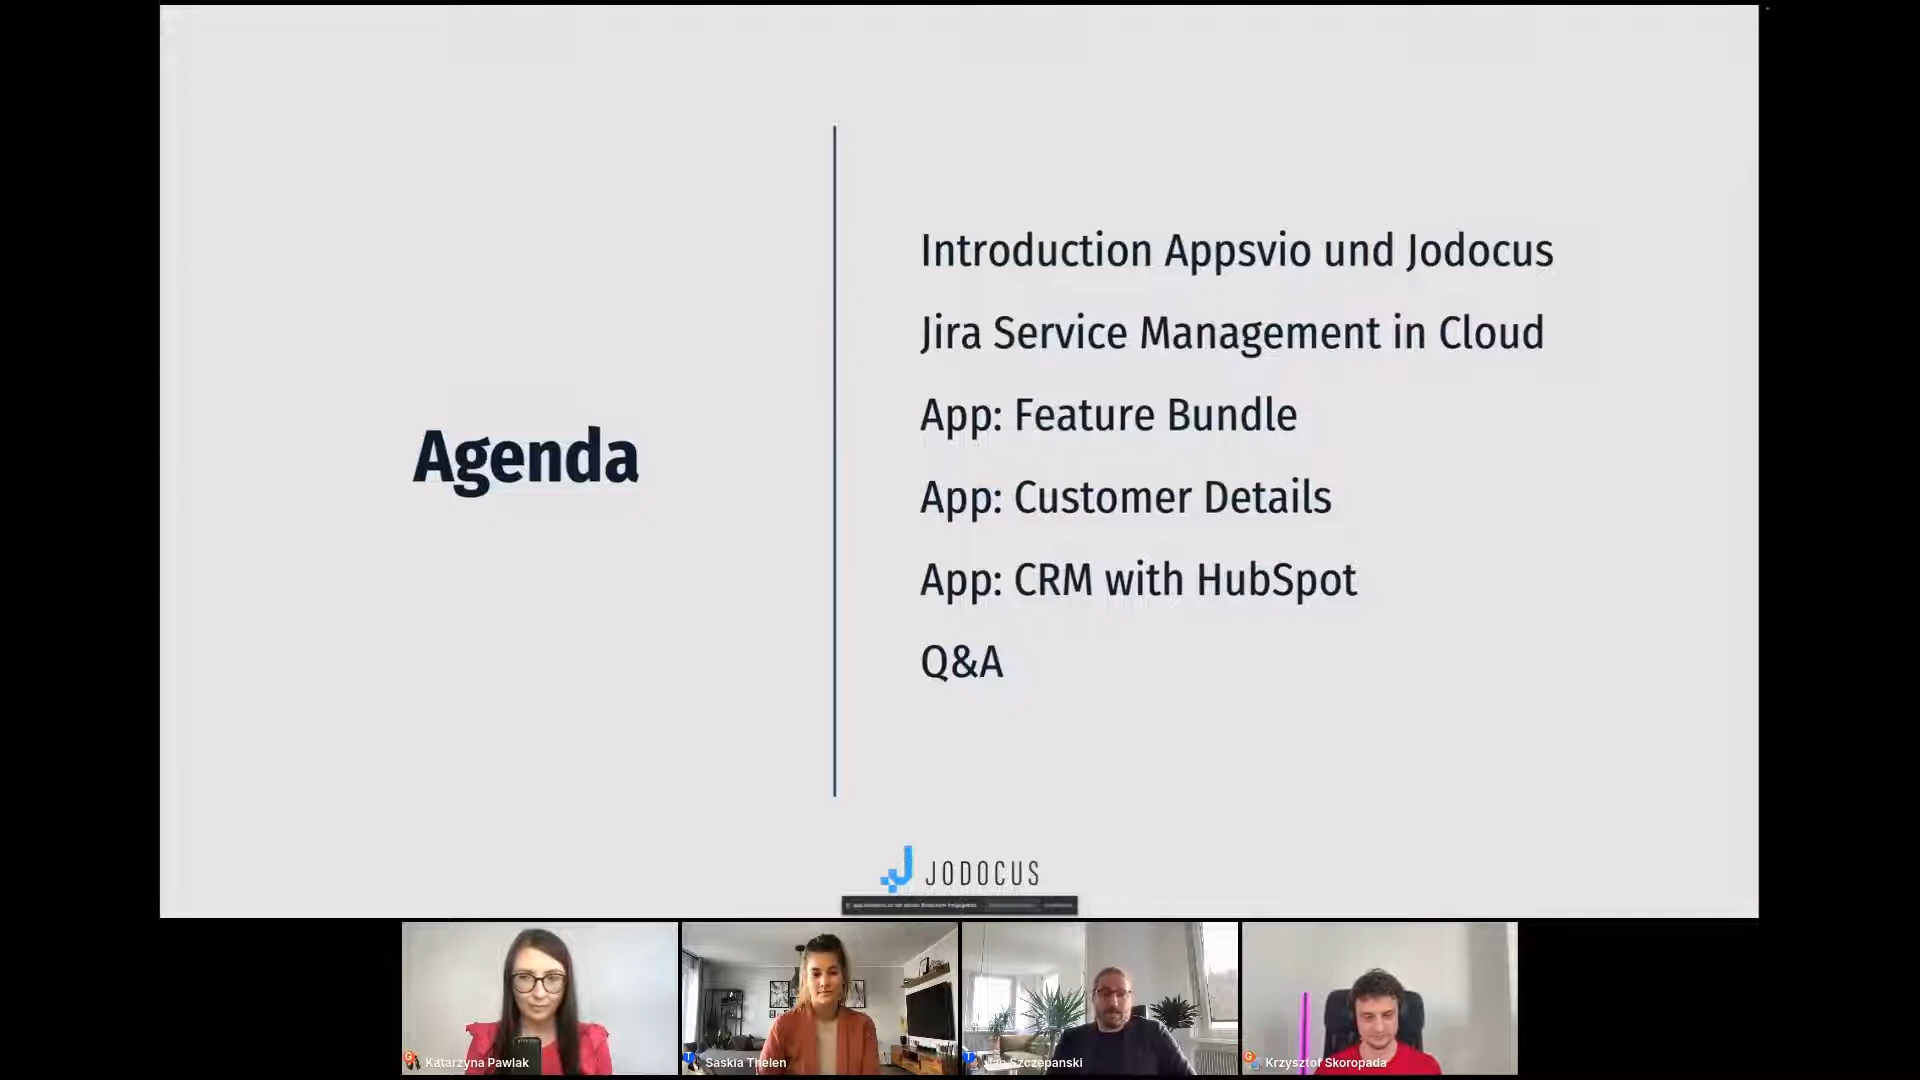 Agenda
Introduction Appsvio und Jodocus
Jira Service Management in Cloud
App: Feature Bundle
App: Customer Details
App: CRM with HubSpot
Q&A
JODOCUS
Katarzyna Pawlak
Saskia Thelen
Jan Szczepanski
Krzysztof Skoropada